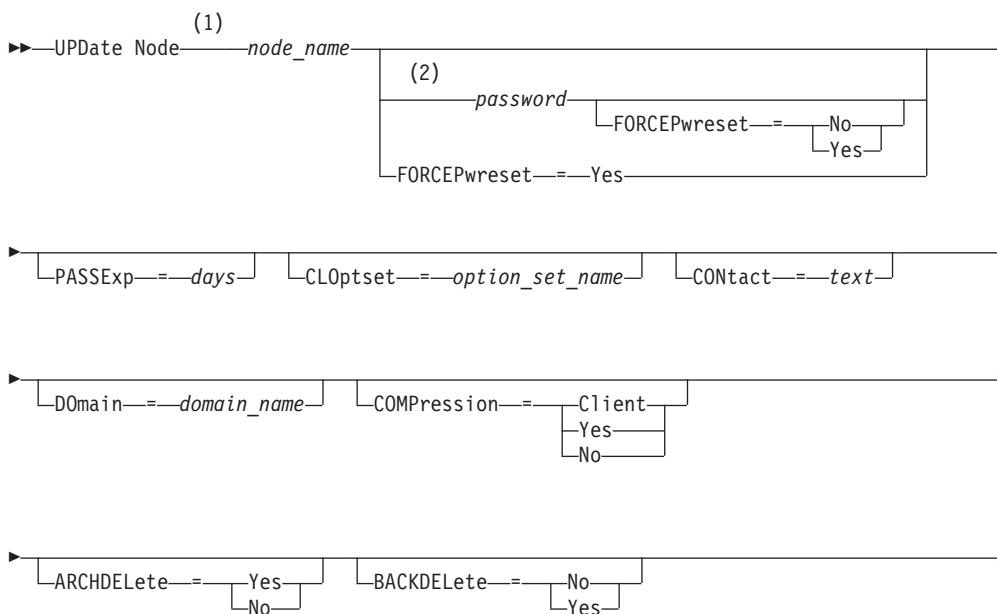 (1)
UPDate Node node_name
(2)
password
FORCEPwreset = No
Yes
FORCEPwreset = Yes
PASSExp = days CLOptset = option_set_name CONtact = text
DOmain = domain_name COMPression = Client
Yes
No
ARCHDELete = Yes BACKDELete = No
No Yes